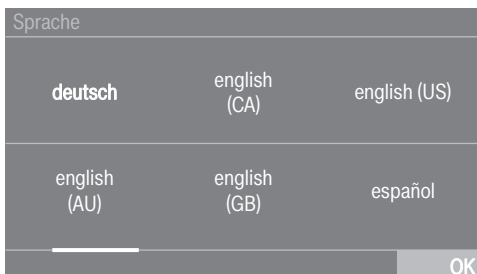 Sprache
deutsch
english
(CA)
english (US)
english
(AU)
english
(GB)
español
OK